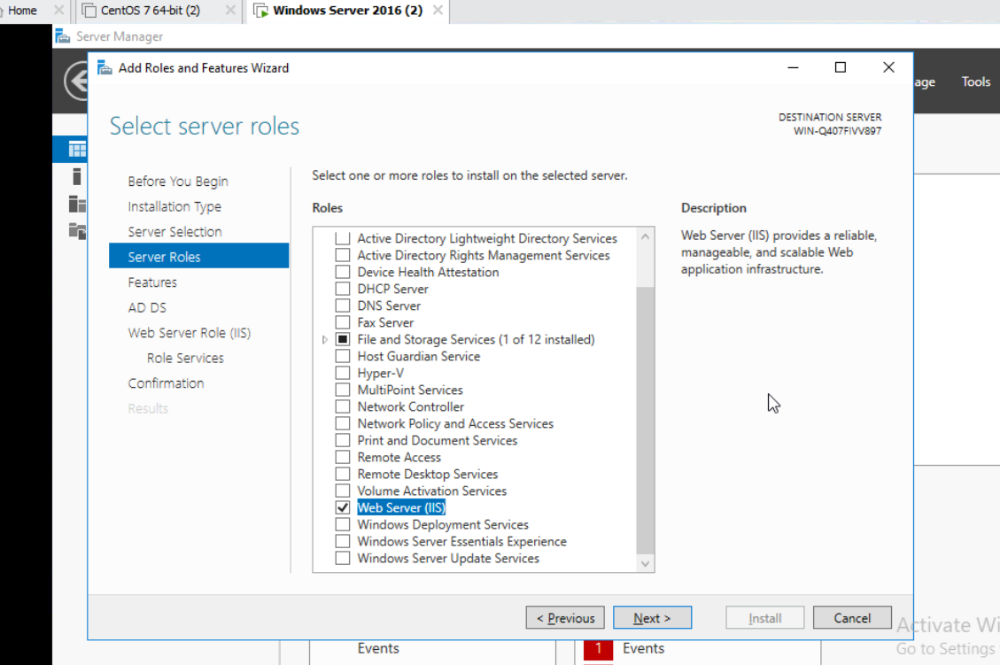 Home
CentOS 7 64-bit (2)
Windows Server 2016 (2)
Server Manager
Add Roles and Features Wizard
age
Tools
Select server roles
DESTINATION SERVER
WIN-Q407FIVV897
Before You Begin
Installation Type
Server Selection
Server Roles
Features
AD DS
Web Server Role (IIS)
Role Services
Confirmation
Results
Select one or more roles to install on the selected server.
Roles
Active Directory Lightweight Directory Services
Active Directory Rights Management Services
Device Health Attestation
DHCP Server
DNS Server
Fax Server
File and Storage Services (1 of 12 installed)
Host Guardian Service
Hyper-V
MultiPoint Services
Network Controller
Network Policy and Access Services
Print and Document Services
Remote Access
Remote Desktop Services
Volume Activation Services
Web Server (IIS)
Windows Deployment Services
Windows Server Essentials Experience
Windows Server Update Services
Description
Web Server (IIS) provides a reliable,
manageable, and scalable Web
application infrastructure.
< Previous
Next >
Install
Cancel
Activate Wi
Go to Settings
Events
1
Events